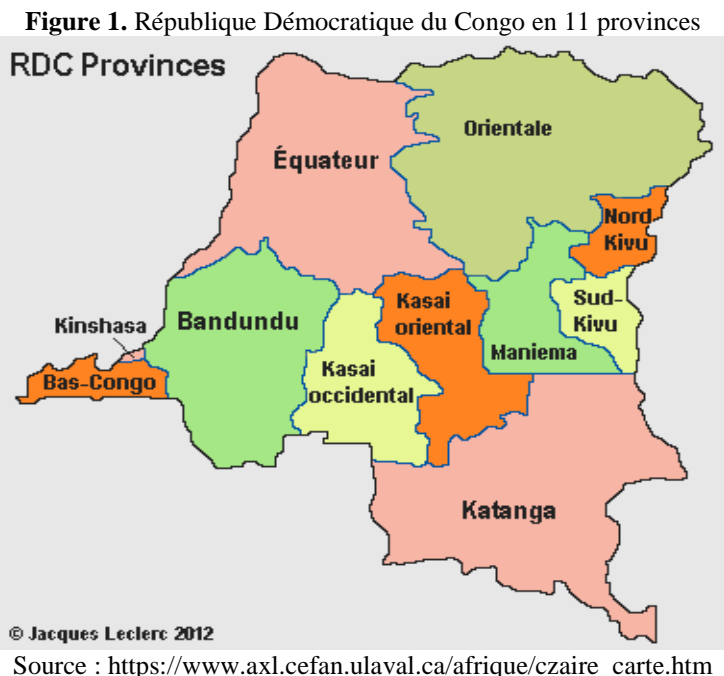 Figure 1. République Démocratique du Congo en 11 provinces
RDC Provinces
Orientale
Équateur
Nord-
Kivu
Kasai
oriental
Sud-
Kivu
Kinshasa
Bandundu
Maniema
Bas-Congo
Kasai
occidental
Katanga
© Jacques Leclerc 2012
Source : https://www.axl.cefan.ulaval.ca/afrique/czaire_carte.htm